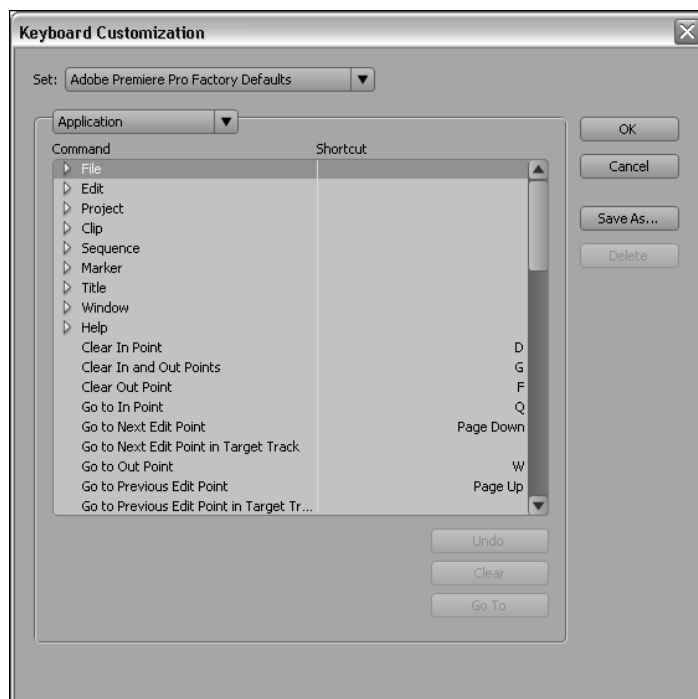 Keyboard Customization
Set: Adobe Premiere Pro Factory Defaults
Application
OK
Command Shortcut
Cancel
File
Edit
Project
Save As...
Clip
Sequence
Delete
Marker
Title
Window
Help
Clear In Point D
Clear In and Out Points G
Clear Out Point F
Go to In Point Q
Go to Next Edit Point Page Down
Go to Next Edit Point in Target Track
Go to Out Point W
Go to Previous Edit Point Page Up
Go to Previous Edit Point in Target Tr...
Undo
Clear
Go To